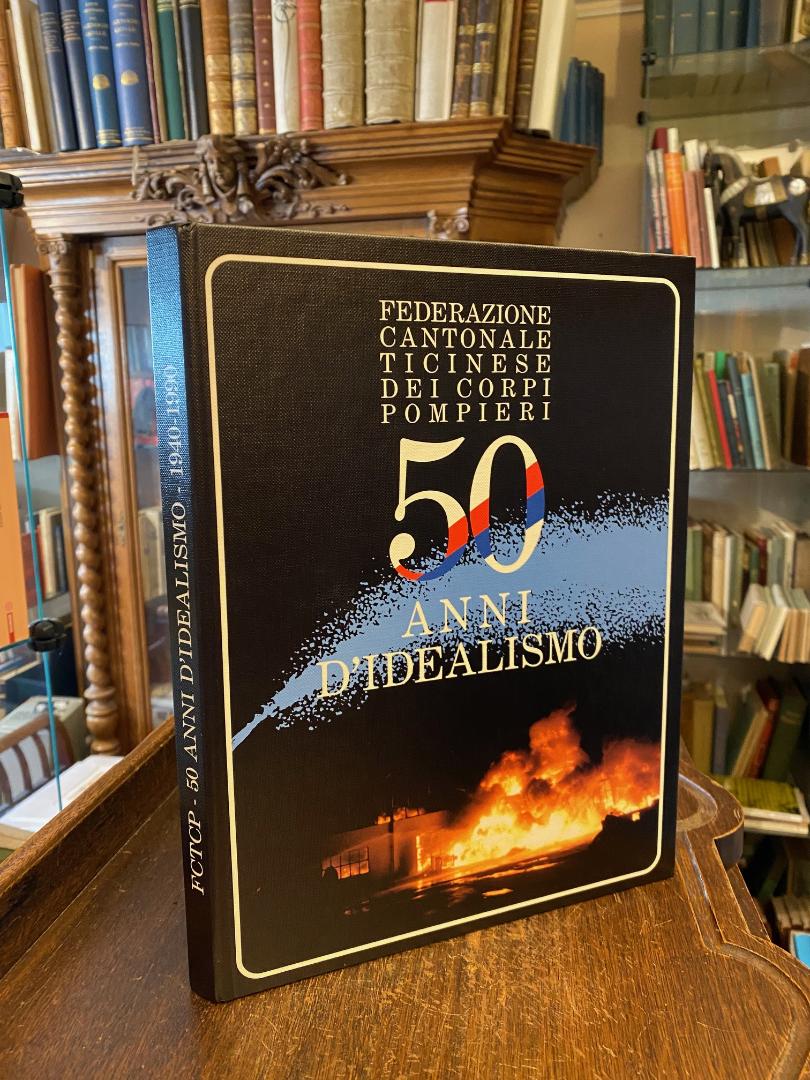 FEDERAZIONE
CANTONALE
TICINESE
DEI CORPI
POMPIERI
50
ANNI
D'IDEALISMO
FCTCP - 50 ANNI D'IDEALISMO - 1940-1990